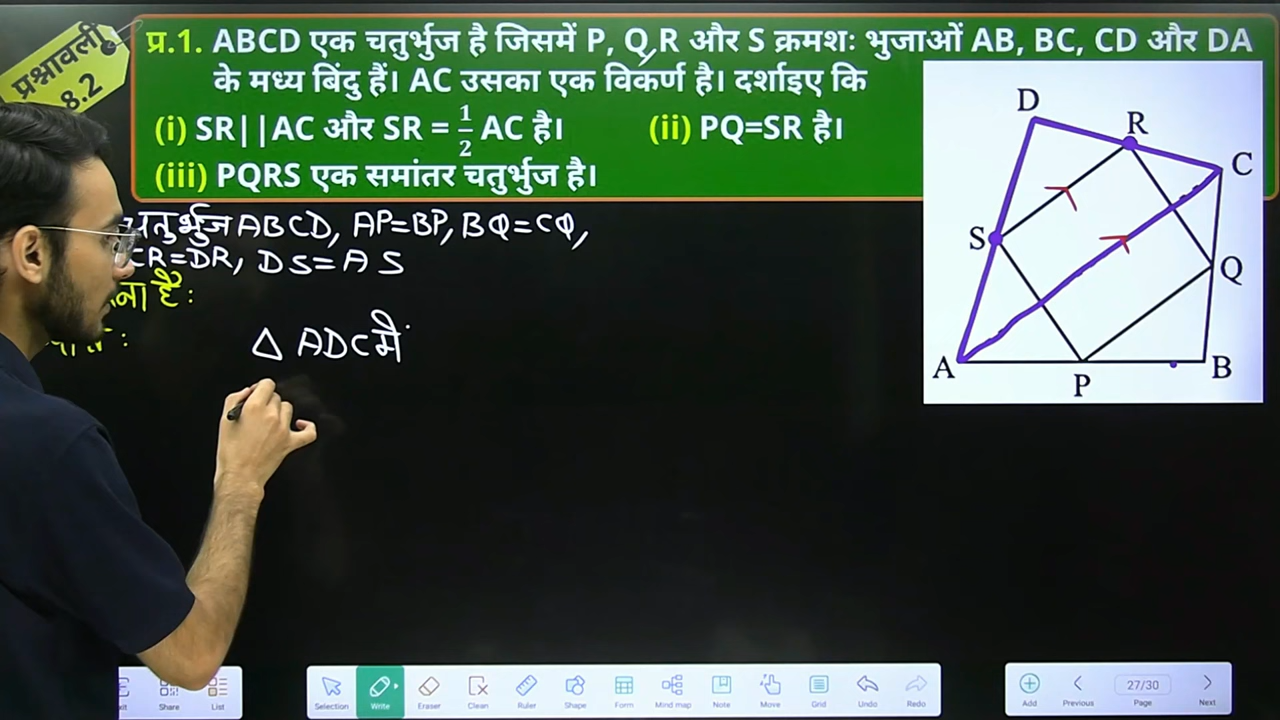 प्रश्नावली 8.2
प्र.1. ABCD एक चतुर्भुज है जिसमें P, Q,R और S क्रमशः भुजाओं AB, BC, CD और DA
के मध्य बिंदु हैं। AC उसका एक विकर्ण है। दर्शाइए कि
(i) SR||AC और SR = 1/2 AC है। (ii) PQ=SR है।
(iii) PQRS एक समांतर चतुर्भुज है।
चतुर्भुज ABCD, AP=BP, BQ=CQ,
CR=DR, DS=AS
है:
△ ADC में
D
R
C
S
Q
A
P
B
Share
List
Selection
Write
Eraser
Clean
Ruler
Shape
Form
Mind map
Note
Move
Grid
Undo
Redo
Add
Previous
27/30
Page
Next